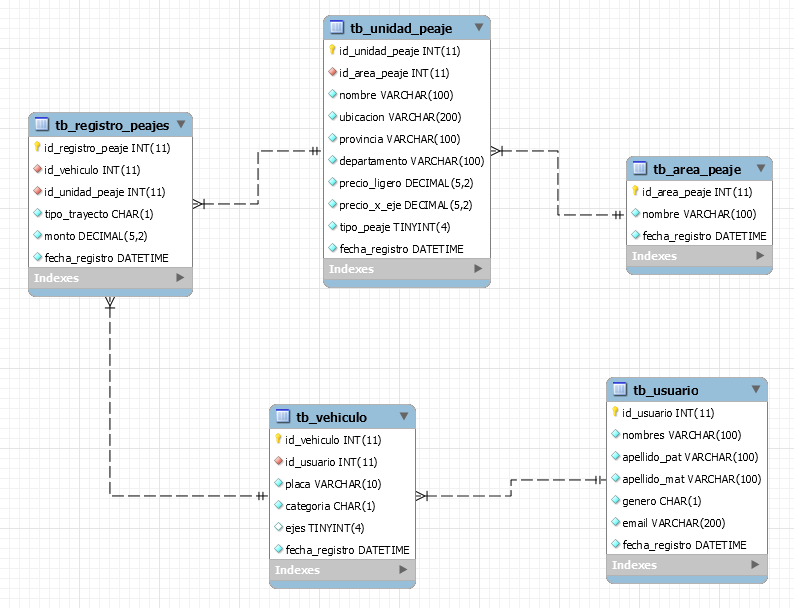 tb_unidad_peaje
id_unidad_peaje INT(11)
id_area_peaje INT(11)
nombre VARCHAR(100)
ubicacion VARCHAR(200)
provincia VARCHAR(100)
departamento VARCHAR(100)
precio_ligero DECIMAL(5,2)
precio_x_eje DECIMAL(5,2)
tipo_peaje TINYINT(4)
fecha_registro DATETIME
Indexes
tb_registro_peajes
id_registro_peaje INT(11)
id_vehiculo INT(11)
id_unidad_peaje INT(11)
tipo_trayecto CHAR(1)
monto DECIMAL(5,2)
fecha_registro DATETIME
Indexes
tb_area_peaje
id_area_peaje INT(11)
nombre VARCHAR(100)
fecha_registro DATETIME
Indexes
tb_vehiculo
id_vehiculo INT(11)
id_usuario INT(11)
placa VARCHAR(10)
categoria CHAR(1)
ejes TINYINT(4)
fecha_registro DATETIME
Indexes
tb_usuario
id_usuario INT(11)
nombres VARCHAR(100)
apellido_pat VARCHAR(100)
apellido_mat VARCHAR(100)
genero CHAR(1)
email VARCHAR(200)
fecha_registro DATETIME
Indexes